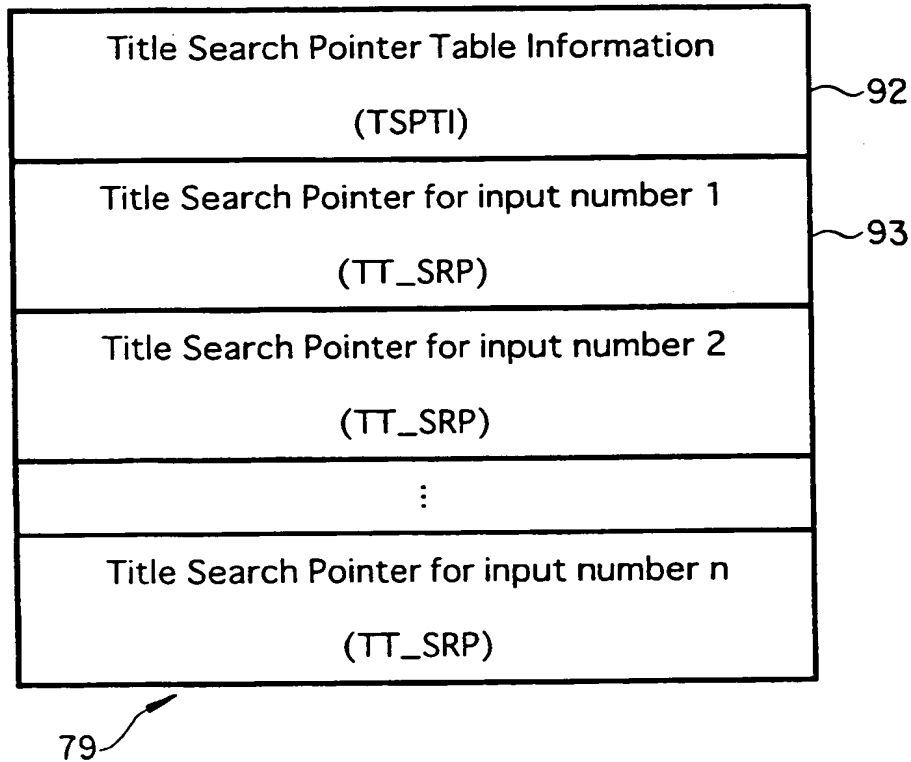 Title Search Pointer Table Information
(TSPTI)
92
Title Search Pointer for input number 1
(TT_SRP)
93
Title Search Pointer for input number 2
(TT_SRP)
⋮
Title Search Pointer for input number n
(TT_SRP)
79